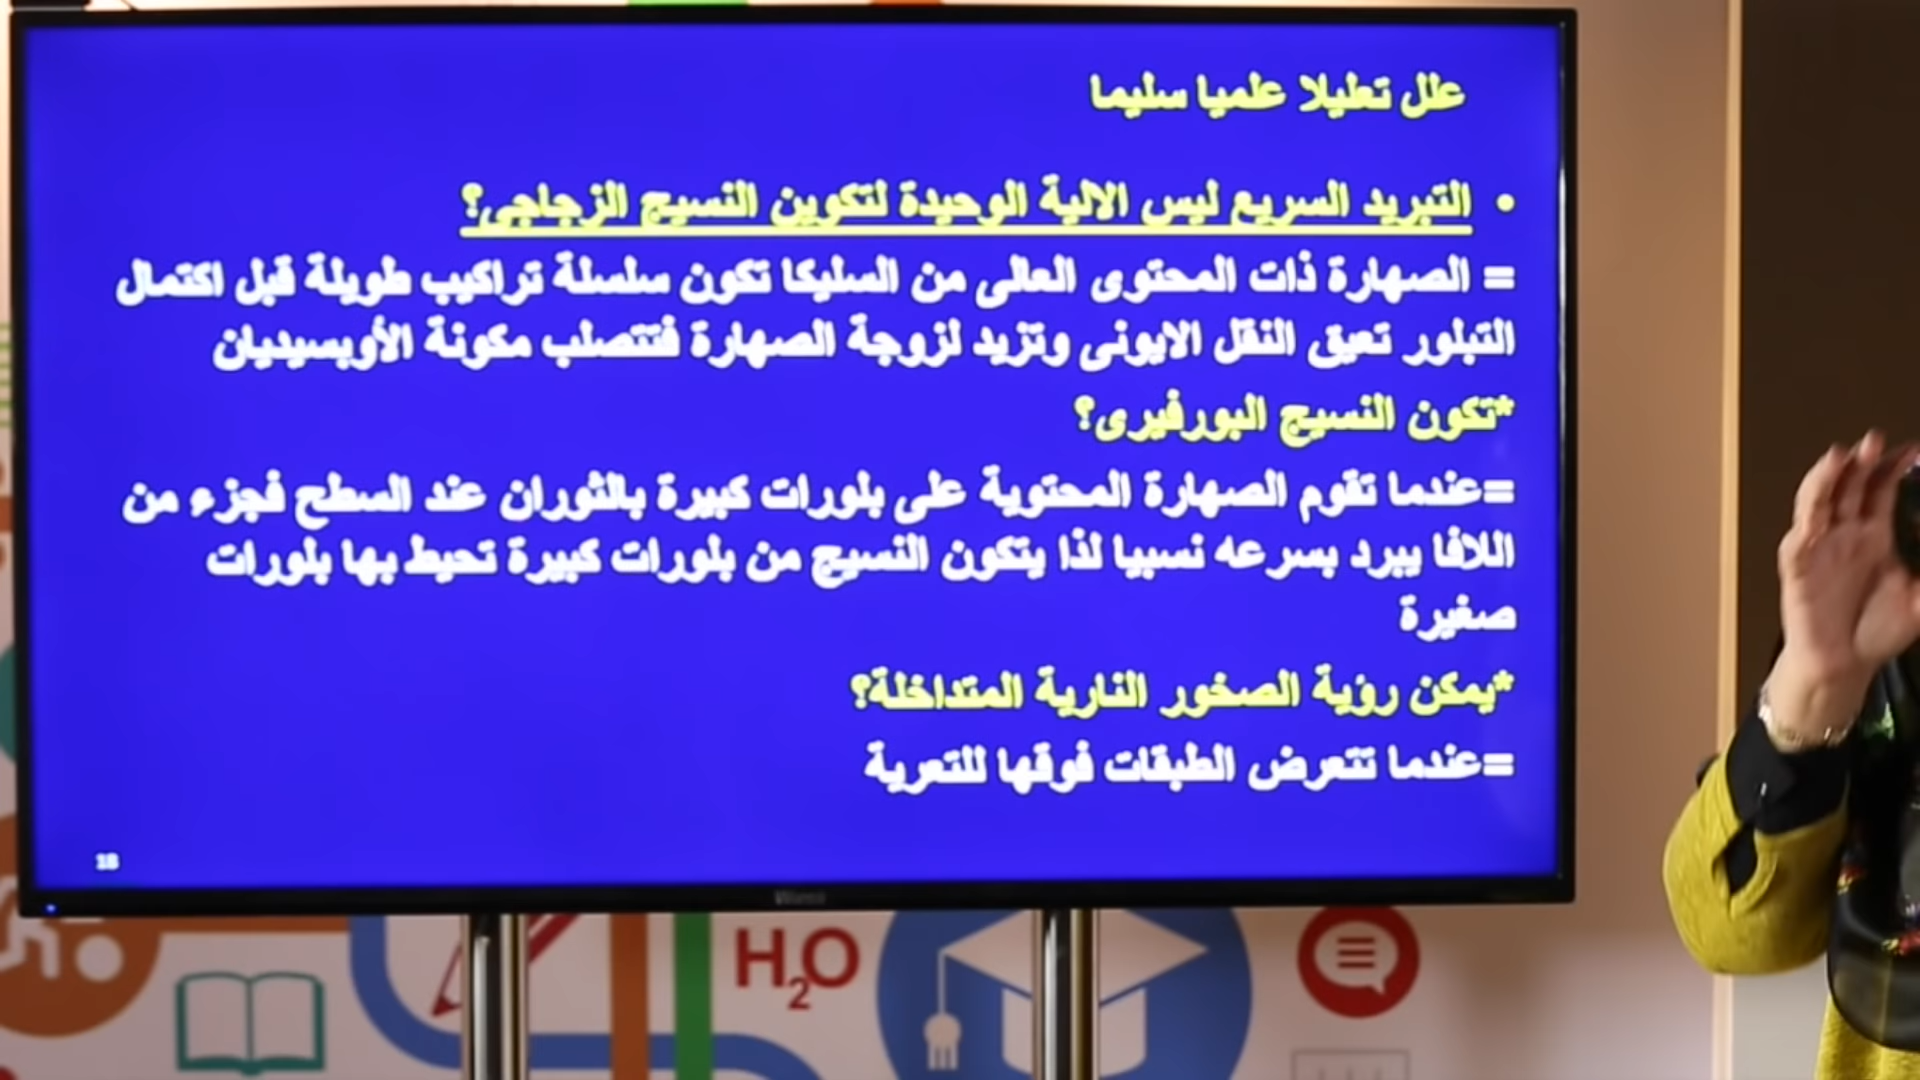 علل تعليلا علميا سليما
• التبريد السريع ليس الالية الوحيدة لتكوين النسيج الزجاجى؟
= الصهارة ذات المحتوى العالى من السليكا تكون سلسلة تراكيب طويلة قبل اكتمال
التبلور تعيق النقل الايونى وتزيد لزوجة الصهارة فتتصلب مكونة الأوبسيديان
*تكون النسيج البورفيرى؟
=عندما تقوم الصهارة المحتوية على بلورات كبيرة بالثوران عند السطح فجزء من
اللافا يبرد بسرعه نسبيا لذا يتكون النسيج من بلورات كبيرة تحيط بها بلورات
صغيرة
*يمكن رؤية الصخور النارية المتداخلة؟
=عندما تتعرض الطبقات فوقها للتعرية
18
H2O